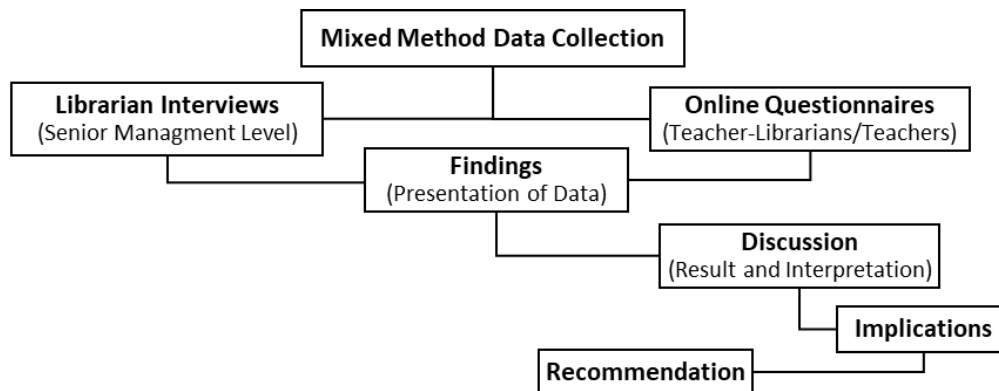 Mixed Method Data Collection
Librarian Interviews
(Senior Managment Level)
Online Questionnaires
(Teacher-Librarians/Teachers)
Findings
(Presentation of Data)
Discussion
(Result and Interpretation)
Implications
Recommendation